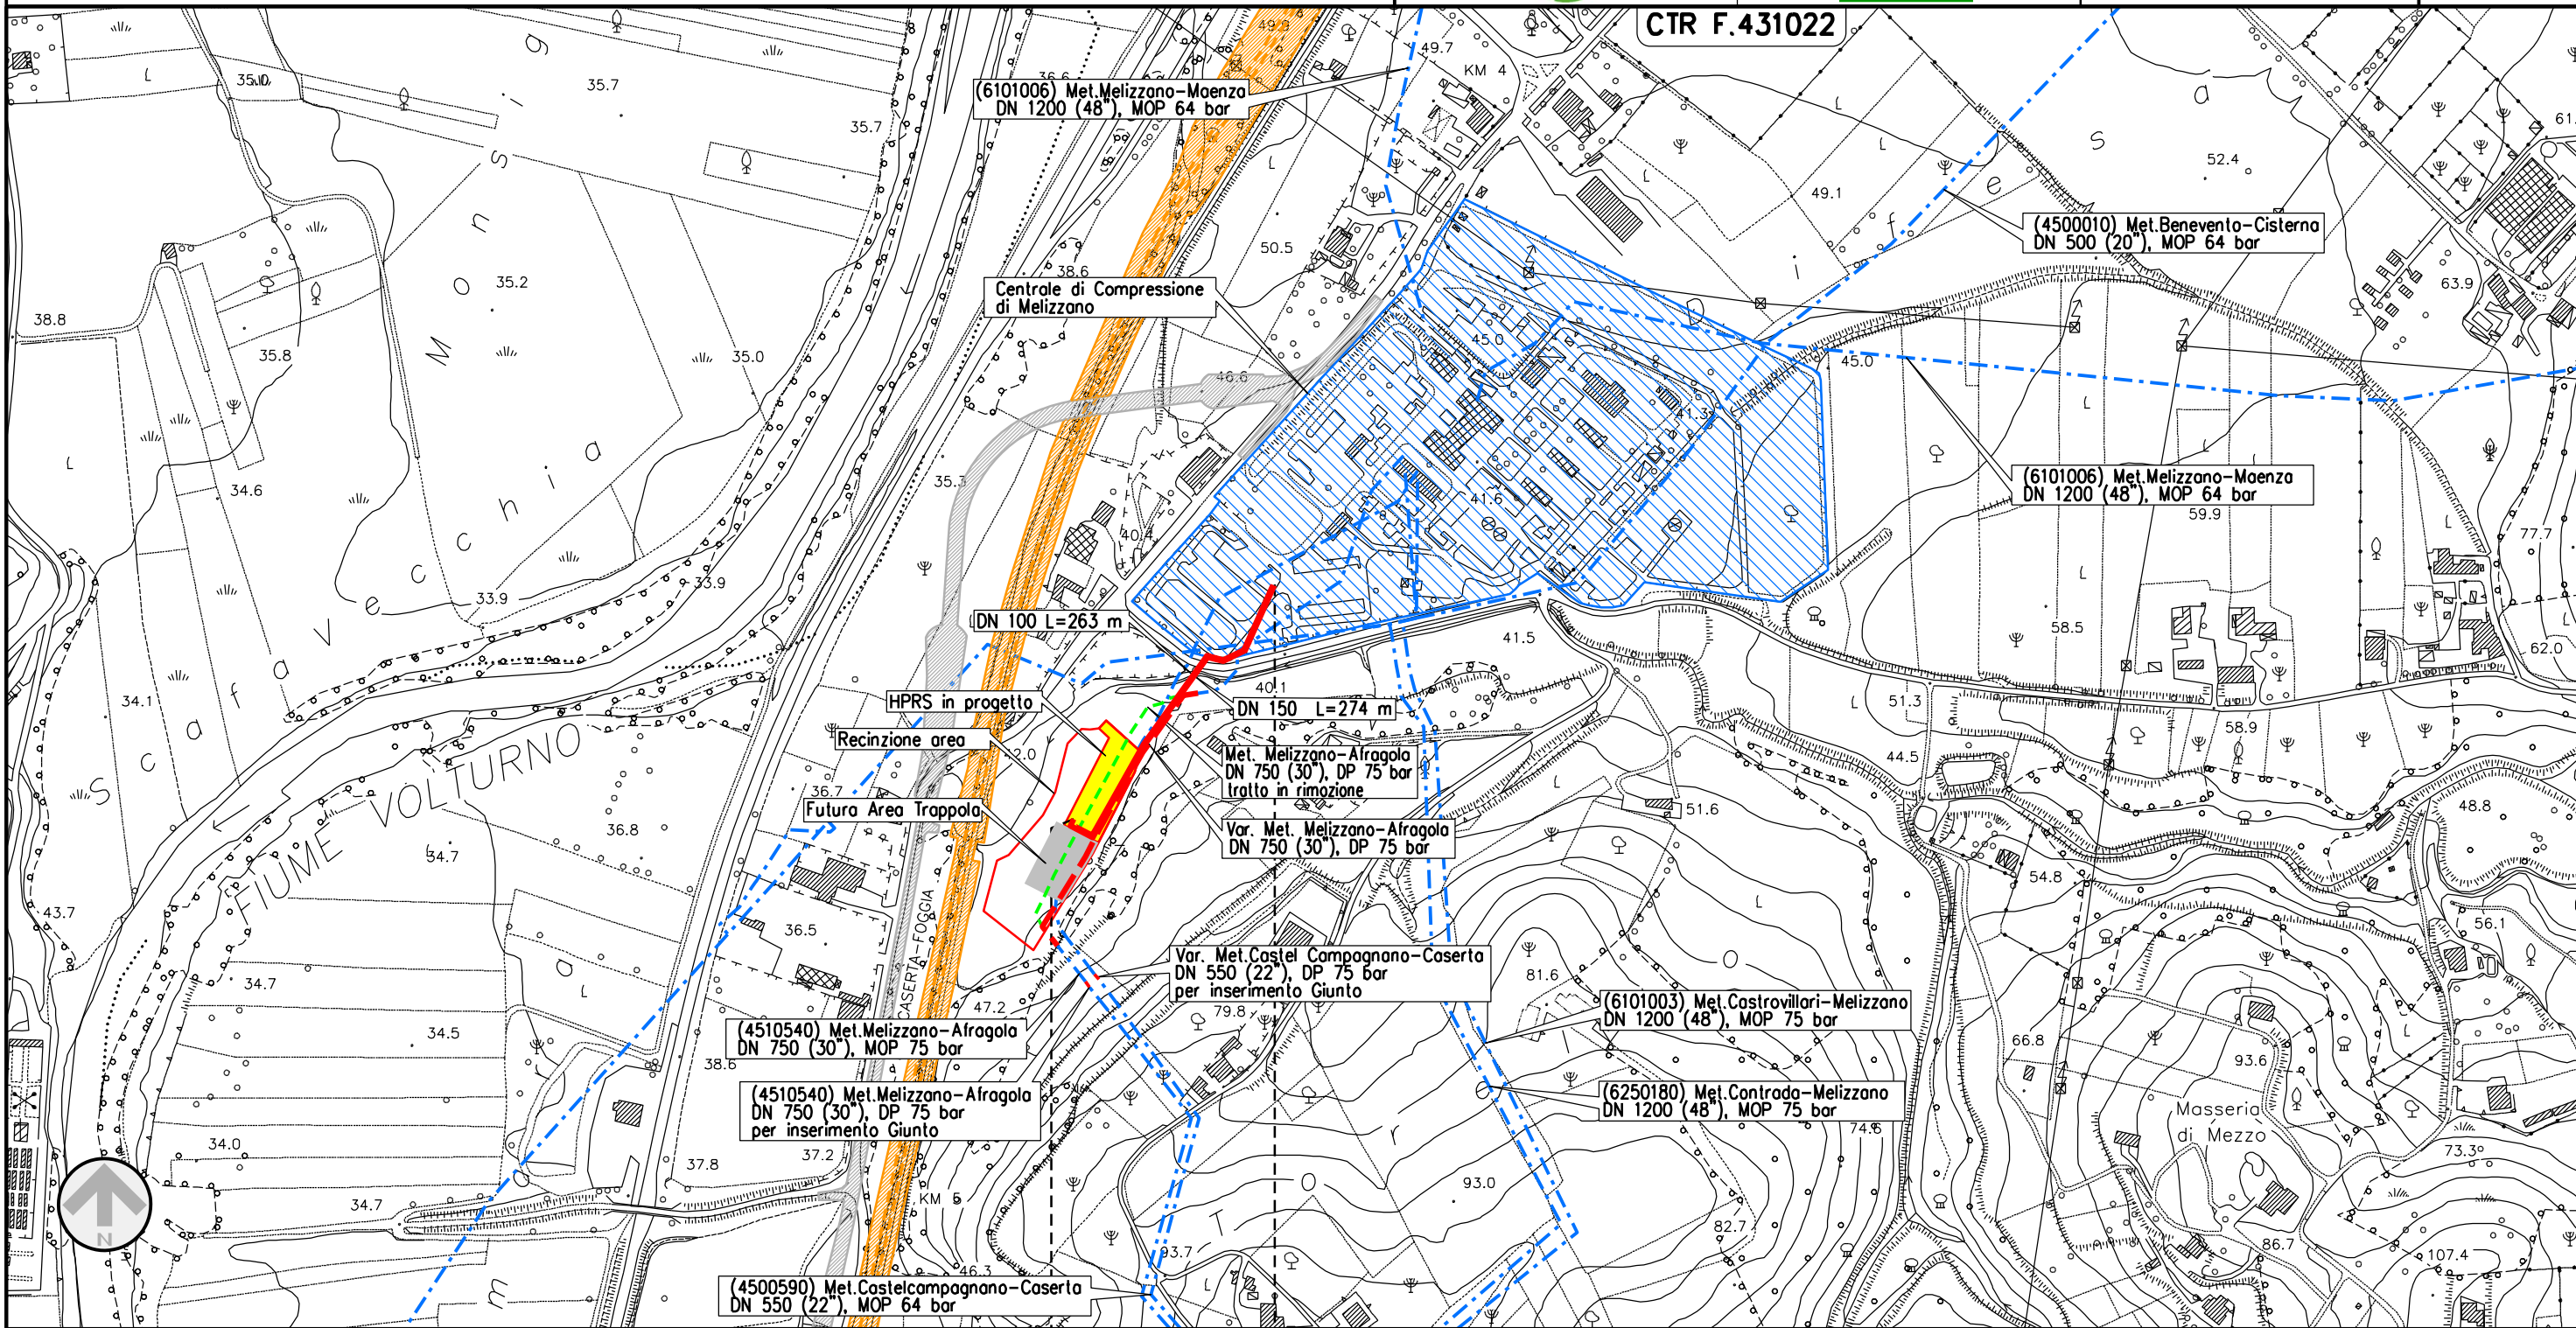 CTR F.431022
49.9
49.7
KM 4
35.7
36.6
(6101006) Met.Melizzano-Maenza
DN 1200 (48"), MOP 64 bar
35.7
52.4
49.1
50.5
(4500010) Met.Benevento-Cisterna
DN 500 (20"), MOP 64 bar
38.6
35.2
Centrale di Compressione
di Melizzano
63.9
38.8
35.8
35.0
45.0
45.0
46.6
41.3
34.6
35.3
41.6
(6101006) Met.Melizzano-Maenza
DN 1200 (48"), MOP 64 bar
59.9
40.4
77.7
33.9
33.9
DN 100 L=263 m
41.5
58.5
62.0
Scafa Vecchia Monsig
34.1
HPRS in progetto
40.1
DN 150 L=274 m
51.3
58.9
Recinzione area
2.0
Met. Melizzano-Afragola
DN 750 (30"), DP 75 bar
tratto in rimozione
44.5
36.7
Futura Area Trappola
51.6
48.8
FIUME VOLTURNO
36.8
34.7
Var. Met. Melizzano-Afragola
DN 750 (30"), DP 75 bar
54.8
43.7
36.5
CASERTA-FOGGIA
56.1
Var. Met.Castel Campagnano-Caserta
DN 550 (22"), DP 75 bar
per inserimento Giunto
81.6
34.7
47.2
79.8
(6101003) Met.Castrovillari-Melizzano
DN 1200 (48"), MOP 75 bar
34.5
(4510540) Met.Melizzano-Afragola
DN 750 (30"), MOP 75 bar
66.8
38.6
93.6
(4510540) Met.Melizzano-Afragola
DN 750 (30"), DP 75 bar
per inserimento Giunto
(6250180) Met.Contrada-Melizzano
DN 1200 (48"), MOP 75 bar
74.6
Masseria
di Mezzo
34.0
37.8
37.2
73.3
93.0
34.7
KM 5
82.7
N
93.7
86.7
107.4
46.3
(4500590) Met.Castelcampagnano-Caserta
DN 550 (22"), MOP 64 bar